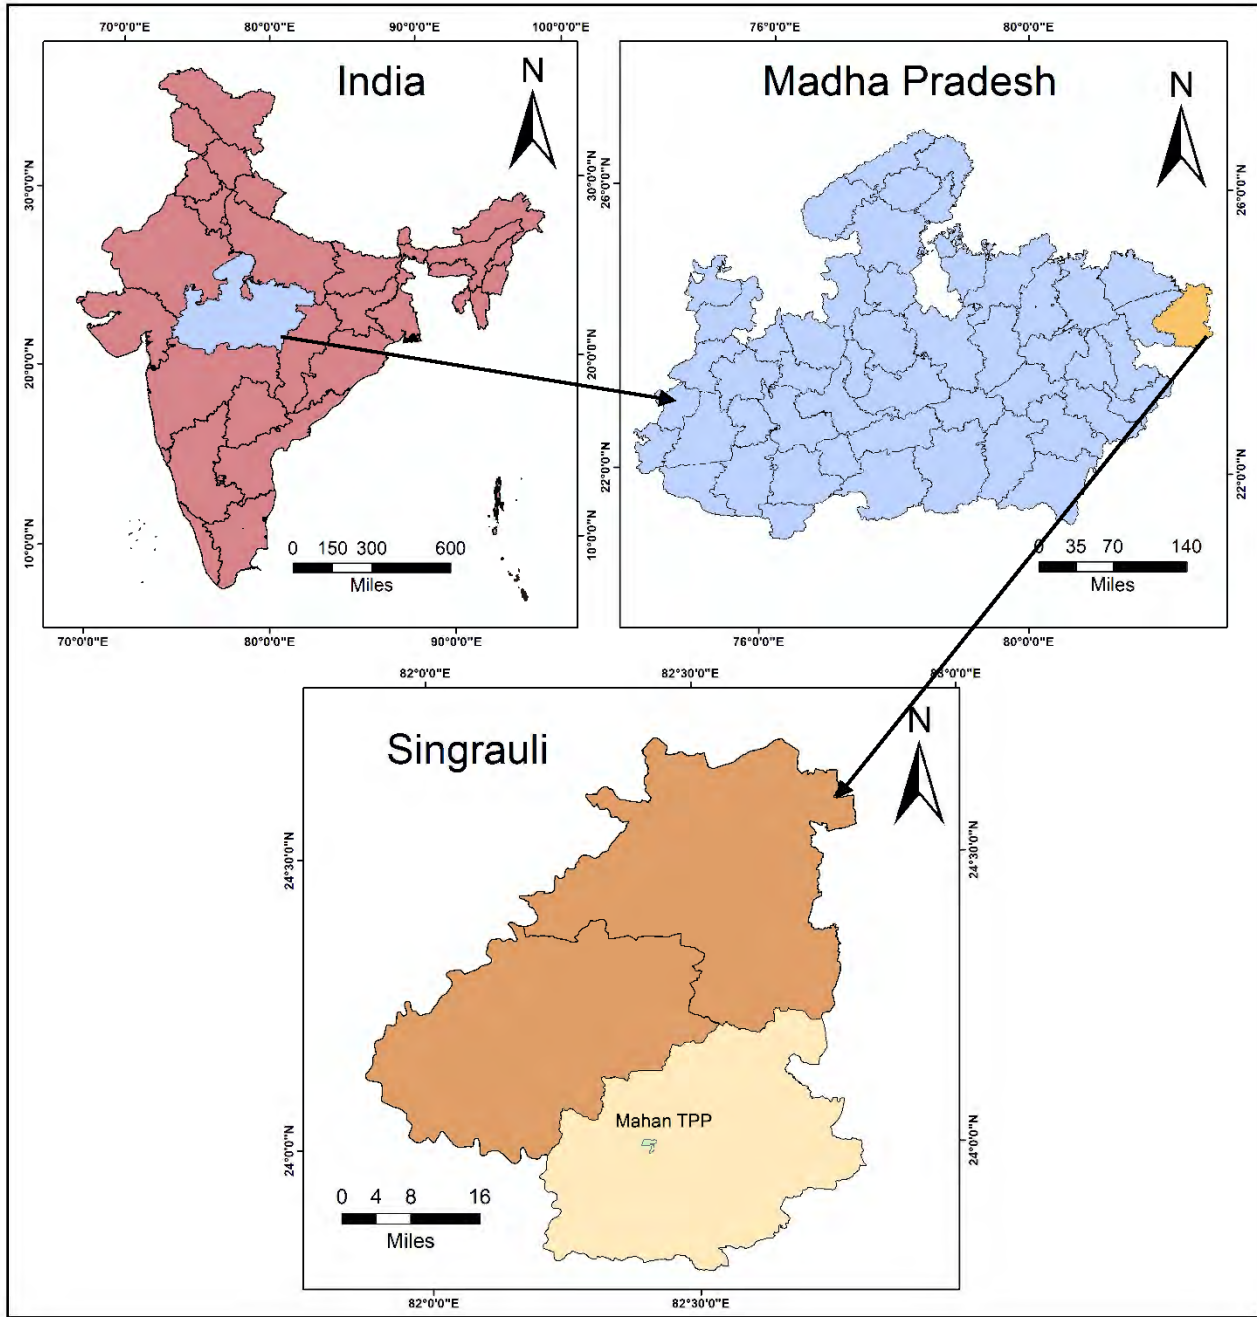 70°0'0"E 80°0'0"E 90°0'0"E 100°0'0"E
India
N
30°0'0"N
20°0'0"N
10°0'0"N
30°0'0"N
20°0'0"N
10°0'0"N
0 150 300 600
Miles
70°0'0"E 80°0'0"E 90°0'0"E
76°0'0"E 80°0'0"E
Madha Pradesh
N
26°0'0"N
22°0'0"N
26°0'0"N
22°0'0"N
0 35 70 140
Miles
76°0'0"E 80°0'0"E
82°0'0"E 82°30'0"E 83°0'0"E
Singrauli
N
24°30'0"N
24°0'0"N
24°30'0"N
24°0'0"N
Mahan TPP
0 4 8 16
Miles
82°0'0"E 82°30'0"E